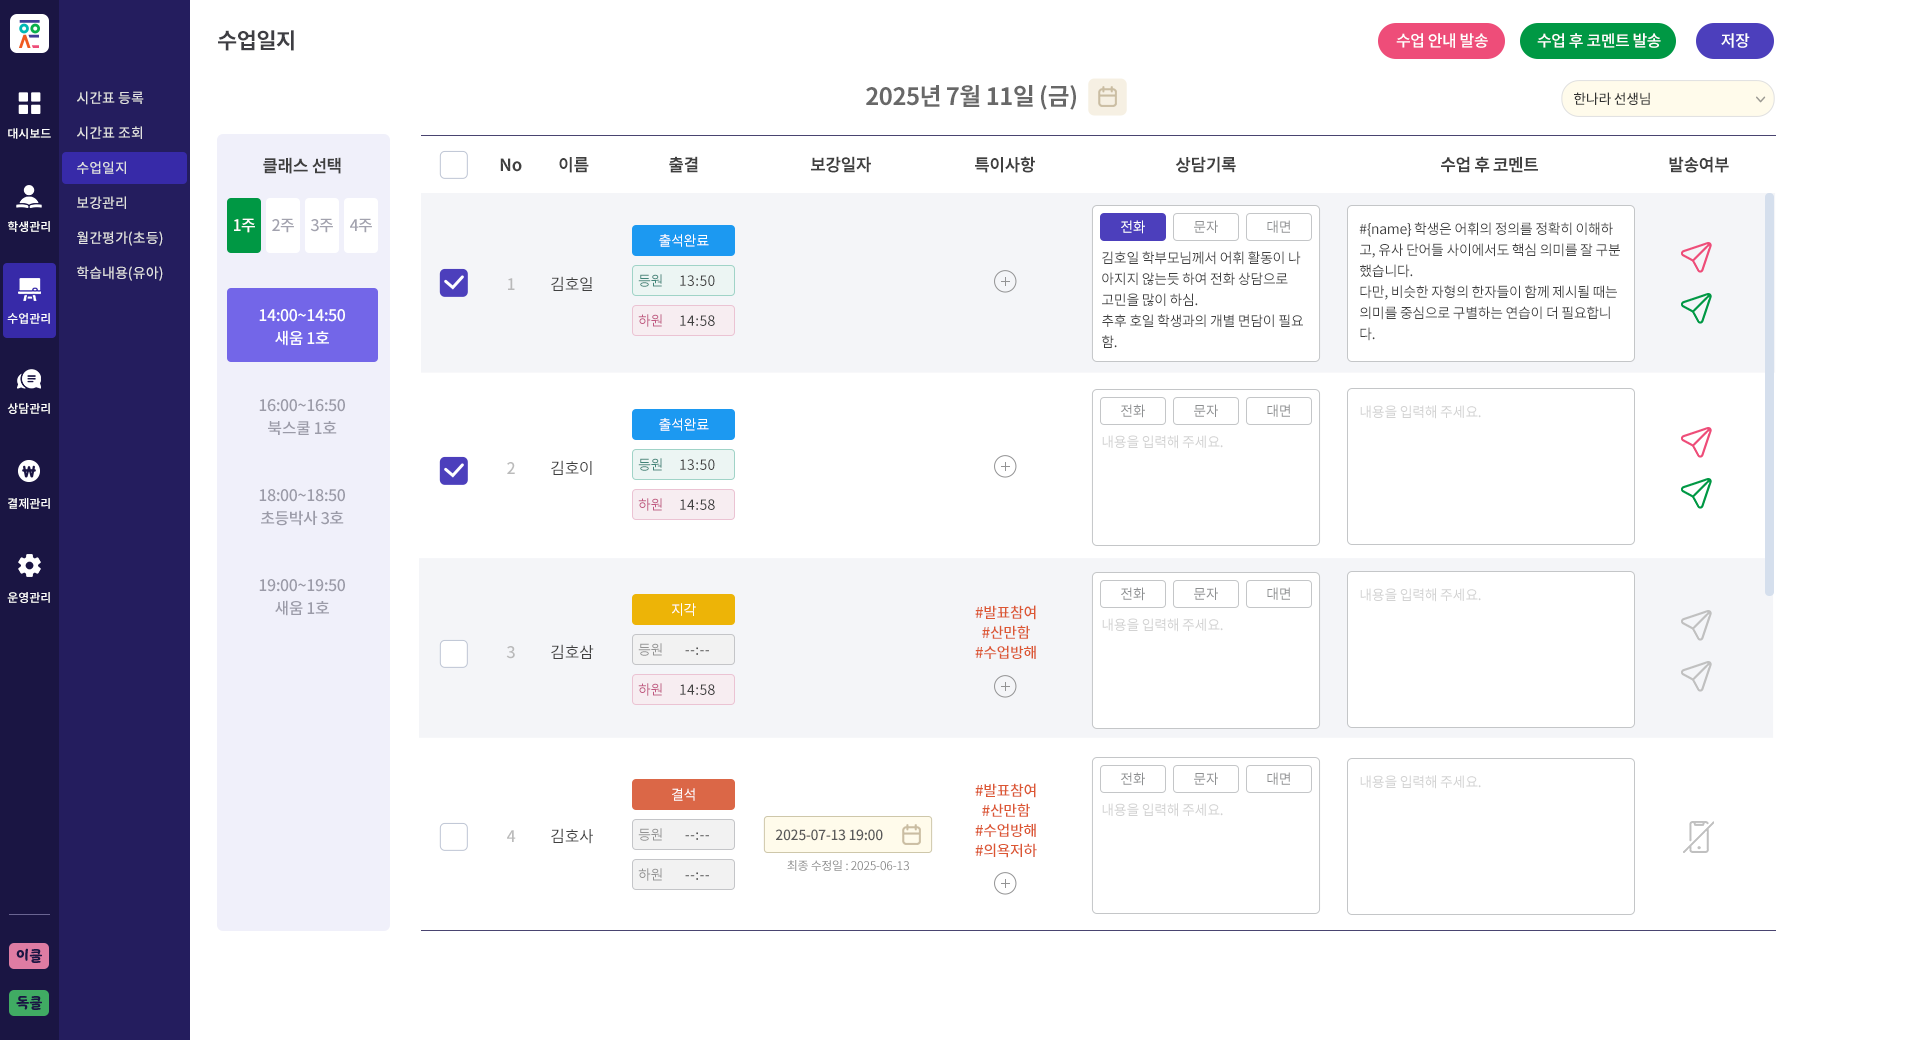 수업일지
수업 안내 발송
수업 후 코멘트 발송
저장
2025년 7월 11일 (금)
한나라 선생님
대시보드
학생관리
수업관리
상담관리
결제관리
운영관리
이클
독클
시간표 등록
시간표 조회
수업일지
보강관리
월간평가(초등)
학습내용(유아)
클래스 선택
1주 2주 3주 4주
14:00~14:50
새움 1호
16:00~16:50
북스쿨 1호
18:00~18:50
초등박사 3호
19:00~19:50
새움 1호
No 이름 출결 보강일자 특이사항 상담기록 수업 후 코멘트 발송여부
1 김호일
출석완료
등원 13:50
하원 14:58
전화 문자 대면
김호일 학부모님께서 어휘 활동이 나
아지지 않는듯 하여 전화 상담으로
고민을 많이 하심.
추후 호일 학생과의 개별 면담이 필요
함.
#{name} 학생은 어휘의 정의를 정확히 이해하
고, 유사 단어들 사이에서도 핵심 의미를 잘 구분
했습니다.
다만, 비슷한 자형의 한자들이 함께 제시될 때는
의미를 중심으로 구별하는 연습이 더 필요합니
다.
2 김호이
출석완료
등원 13:50
하원 14:58
전화 문자 대면
내용을 입력해 주세요.
내용을 입력해 주세요.
3 김호삼
지각
등원 --:--
하원 14:58
#발표참여
#산만함
#수업방해
전화 문자 대면
내용을 입력해 주세요.
내용을 입력해 주세요.
4 김호사
결석
등원 --:--
하원 --:--
2025-07-13 19:00
최종 수정일 : 2025-06-13
#발표참여
#산만함
#수업방해
#의욕저하
전화 문자 대면
내용을 입력해 주세요.
내용을 입력해 주세요.